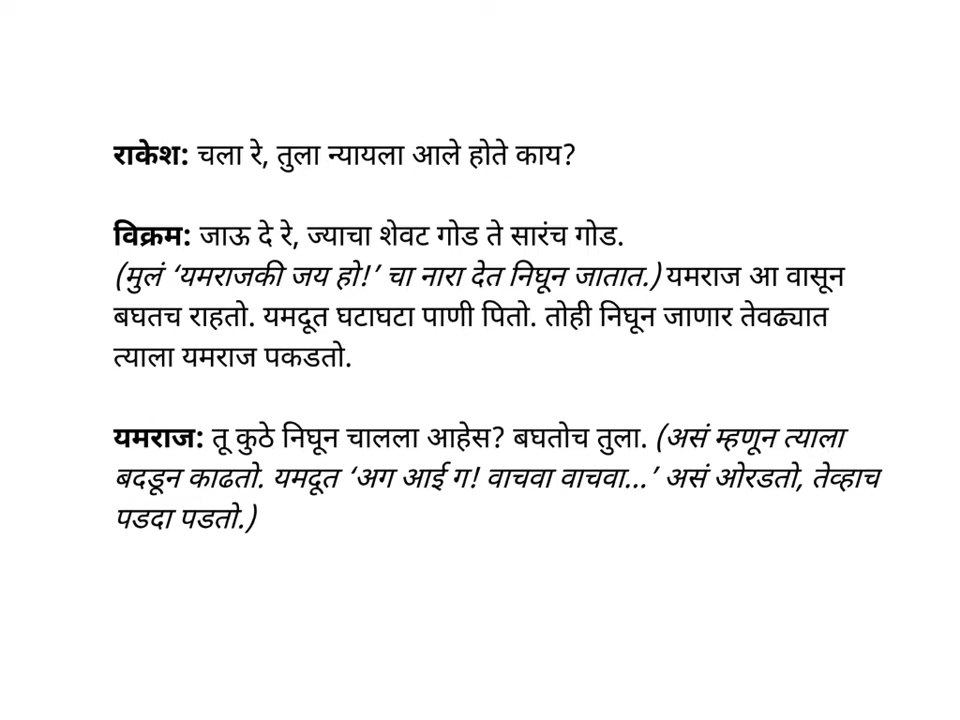 राकेश: चला रे, तुला न्यायला आले होते काय?
विक्रम: जाऊ दे रे, ज्याचा शेवट गोड ते सारंच गोड.
(मुलं ‘यमराजकी जय हो!’ चा नारा देत निघून जातात.) यमराज आ वासून
बघतच राहतो. यमदूत घटाघटा पाणी पितो. तोही निघून जाणार तेवढ्यात
त्याला यमराज पकडतो.
यमराज: तू कुठे निघून चालला आहेस? बघतोच तुला. (असं म्हणून त्याला
बदडून काढतो. यमदूत ‘अग आई ग! वाचवा वाचवा...’ असं ओरडतो, तेव्हाच
पडदा पडतो.)